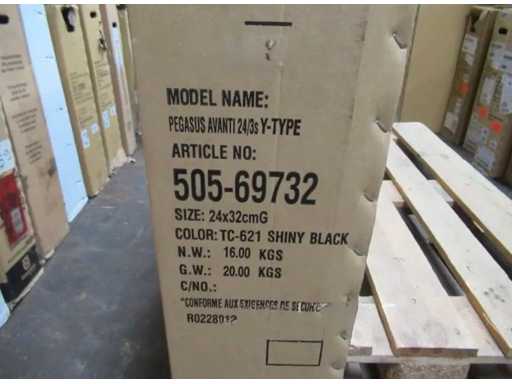 MODEL NAME:
PEGASUS AVANTI 24/3s Y-TYPE
ARTICLE NO:
505-69732
SIZE: 24x32cmG
COLOR: TC-621 SHINY BLACK
N.W.: 16.00 KGS
G.W.: 20.00 KGS
C/NO.:
"CONFORME AUX EXIGENCES DE SECURITE"
R0228912